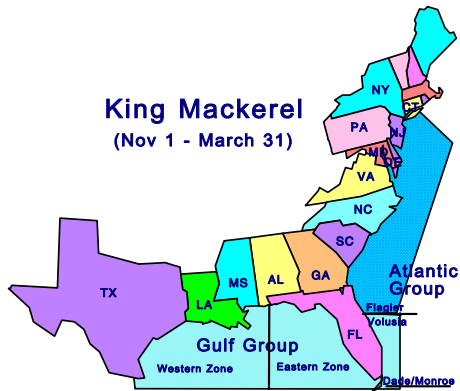 King Mackerel
(Nov 1 - March 31)
NY
CT
PA
NJ
MD
DE
VA
NC
SC
TX
LA
MS
AL
GA
FL
Atlantic
Group
Flagler
Volusia
Gulf Group
Western Zone
Eastern Zone
Dade/Monroe